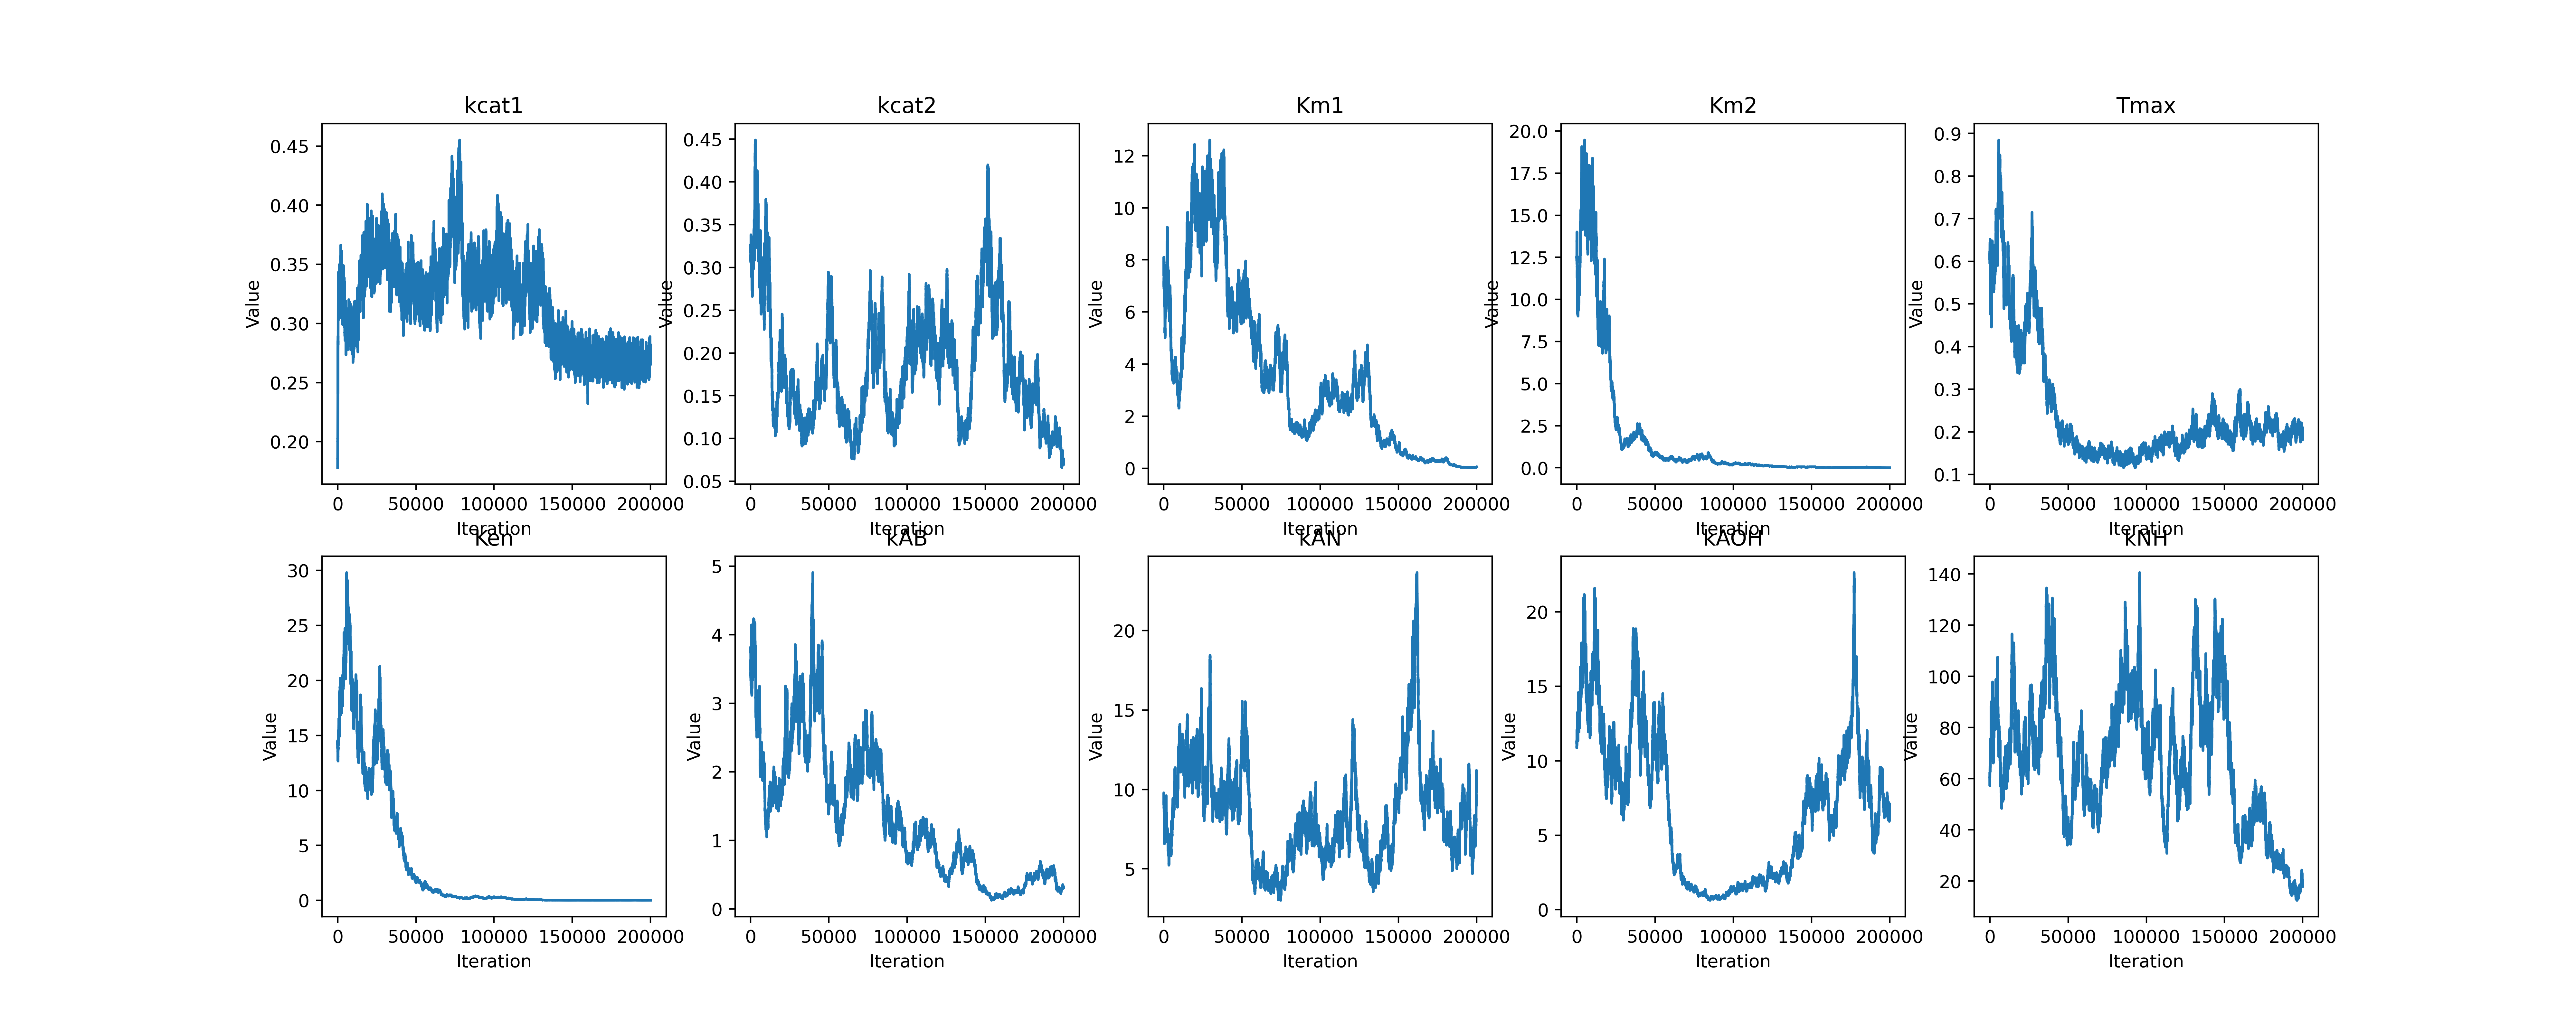 kcat1
kcat2
Km1
Km2
Tmax
0.45
0.40
0.35
0.30
0.25
0.20
Value
0 50000 100000 150000 200000
Iteration
0.45
0.40
0.35
0.30
0.25
0.20
0.15
0.10
0.05
Value
0 50000 100000 150000 200000
Iteration
12
10
8
6
4
2
0
Value
0 50000 100000 150000 200000
Iteration
20.0
17.5
15.0
12.5
10.0
7.5
5.0
2.5
0.0
Value
0 50000 100000 150000 200000
Iteration
0.9
0.8
0.7
0.6
0.5
0.4
0.3
0.2
0.1
Value
0 50000 100000 150000 200000
Iteration
Ken
kAB
kAN
kAOH
kNH
30
25
20
15
10
5
0
Value
0 50000 100000 150000 200000
Iteration
5
4
3
2
1
0
Value
0 50000 100000 150000 200000
Iteration
20
15
10
5
Value
0 50000 100000 150000 200000
Iteration
20
15
10
5
0
Value
0 50000 100000 150000 200000
Iteration
140
120
100
80
60
40
20
Value
0 50000 100000 150000 200000
Iteration